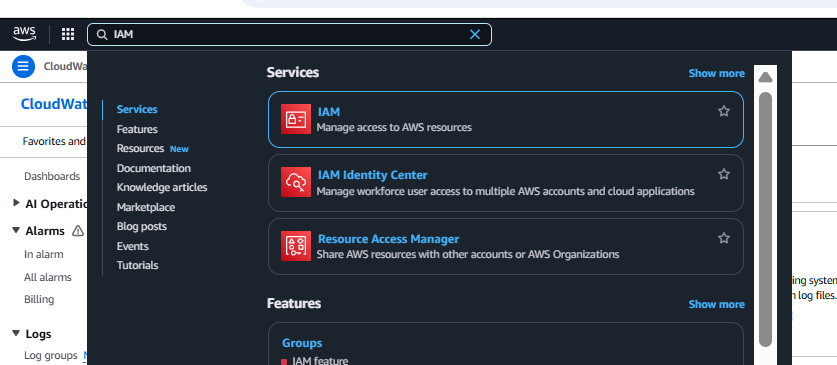 aws
IAM
CloudWa
CloudWat
Favorites and
Dashboards
AI Operatio
Alarms
In alarm
All alarms
Billing
Logs
Log groups N
Services
Features
Resources New
Documentation
Knowledge articles
Marketplace
Blog posts
Events
Tutorials
Services
Show more
IAM
Manage access to AWS resources
IAM Identity Center
Manage workforce user access to multiple AWS accounts and cloud applications
Resource Access Manager
Share AWS resources with other accounts or AWS Organizations
Features
Show more
Groups
IAM feature
ing system
log files.